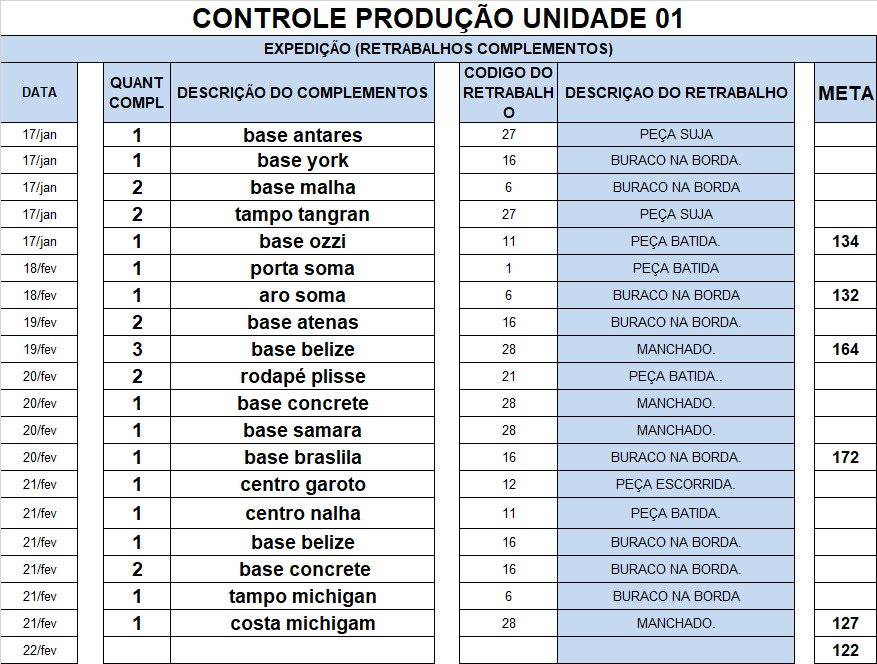 CONTROLE PRODUÇÃO UNIDADE 01
EXPEDIÇÃO (RETRABALHOS COMPLEMENTOS)
DATA QUANT COMPL DESCRIÇÃO DO COMPLEMENTOS CODIGO DO RETRABALHO DESCRIÇAO DO RETRABALHO META
17/jan 1 base antares 27 PEÇA SUJA
17/jan 1 base york 16 BURACO NA BORDA.
17/jan 2 base malha 6 BURACO NA BORDA
17/jan 2 tampo tangran 27 PEÇA SUJA
17/jan 1 base ozzi 11 PEÇA BATIDA. 134
18/fev 1 porta soma 1 PEÇA BATIDA
18/fev 1 aro soma 6 BURACO NA BORDA 132
19/fev 2 base atenas 16 BURACO NA BORDA.
19/fev 3 base belize 28 MANCHADO. 164
20/fev 2 rodapé plisse 21 PEÇA BATIDA..
20/fev 1 base concrete 28 MANCHADO.
20/fev 1 base samara 28 MANCHADO.
20/fev 1 base braslila 16 BURACO NA BORDA. 172
21/fev 1 centro garoto 12 PEÇA ESCORRIDA.
21/fev 1 centro nalha 11 PEÇA BATIDA.
21/fev 1 base belize 16 BURACO NA BORDA.
21/fev 2 base concrete 16 BURACO NA BORDA.
21/fev 1 tampo michigan 6 BURACO NA BORDA
21/fev 1 costa michigam 28 MANCHADO. 127
22/fev 122